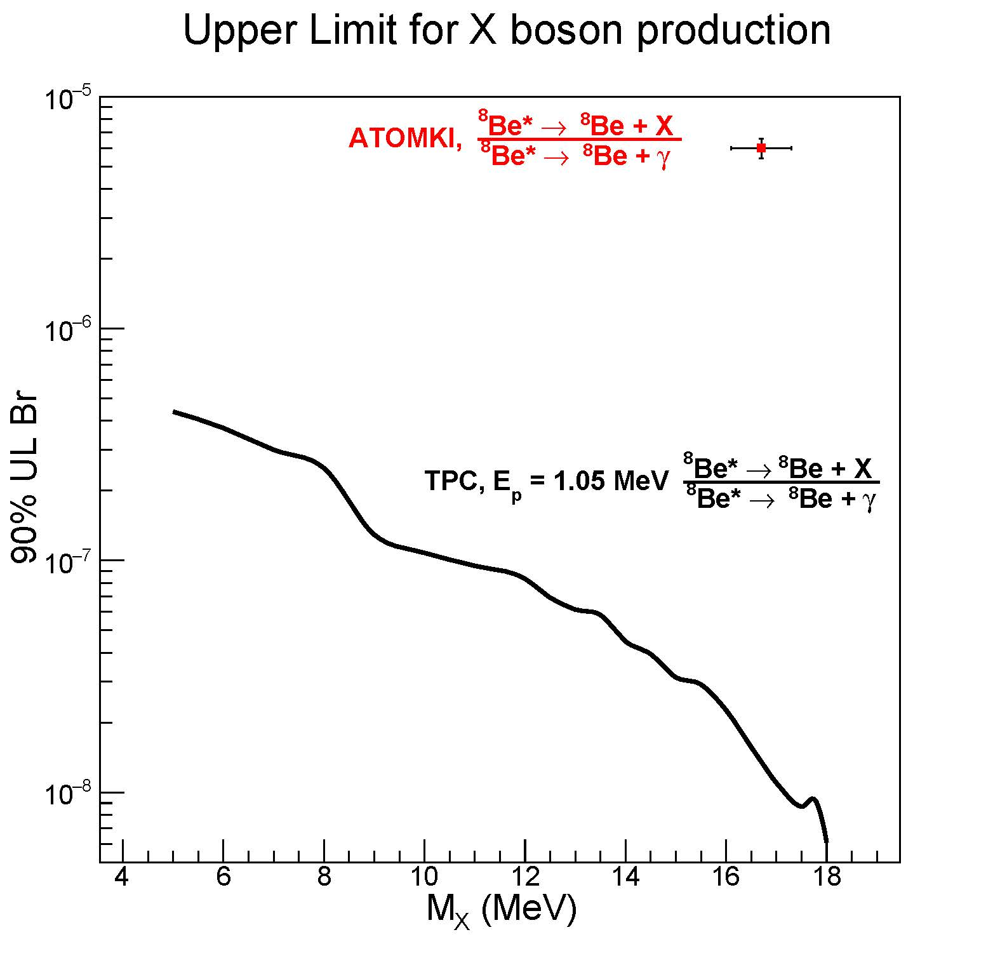 Upper Limit for X boson production
10⁻⁵
ATOMKI, ⁸Be* → ⁸Be + X
⁸Be* → ⁸Be + γ
10⁻⁶
90% UL Br
TPC, Eₚ = 1.05 MeV ⁸Be* → ⁸Be + X
⁸Be* → ⁸Be + γ
10⁻⁷
10⁻⁸
4 6 8 10 12 14 16 18
M_X (MeV)